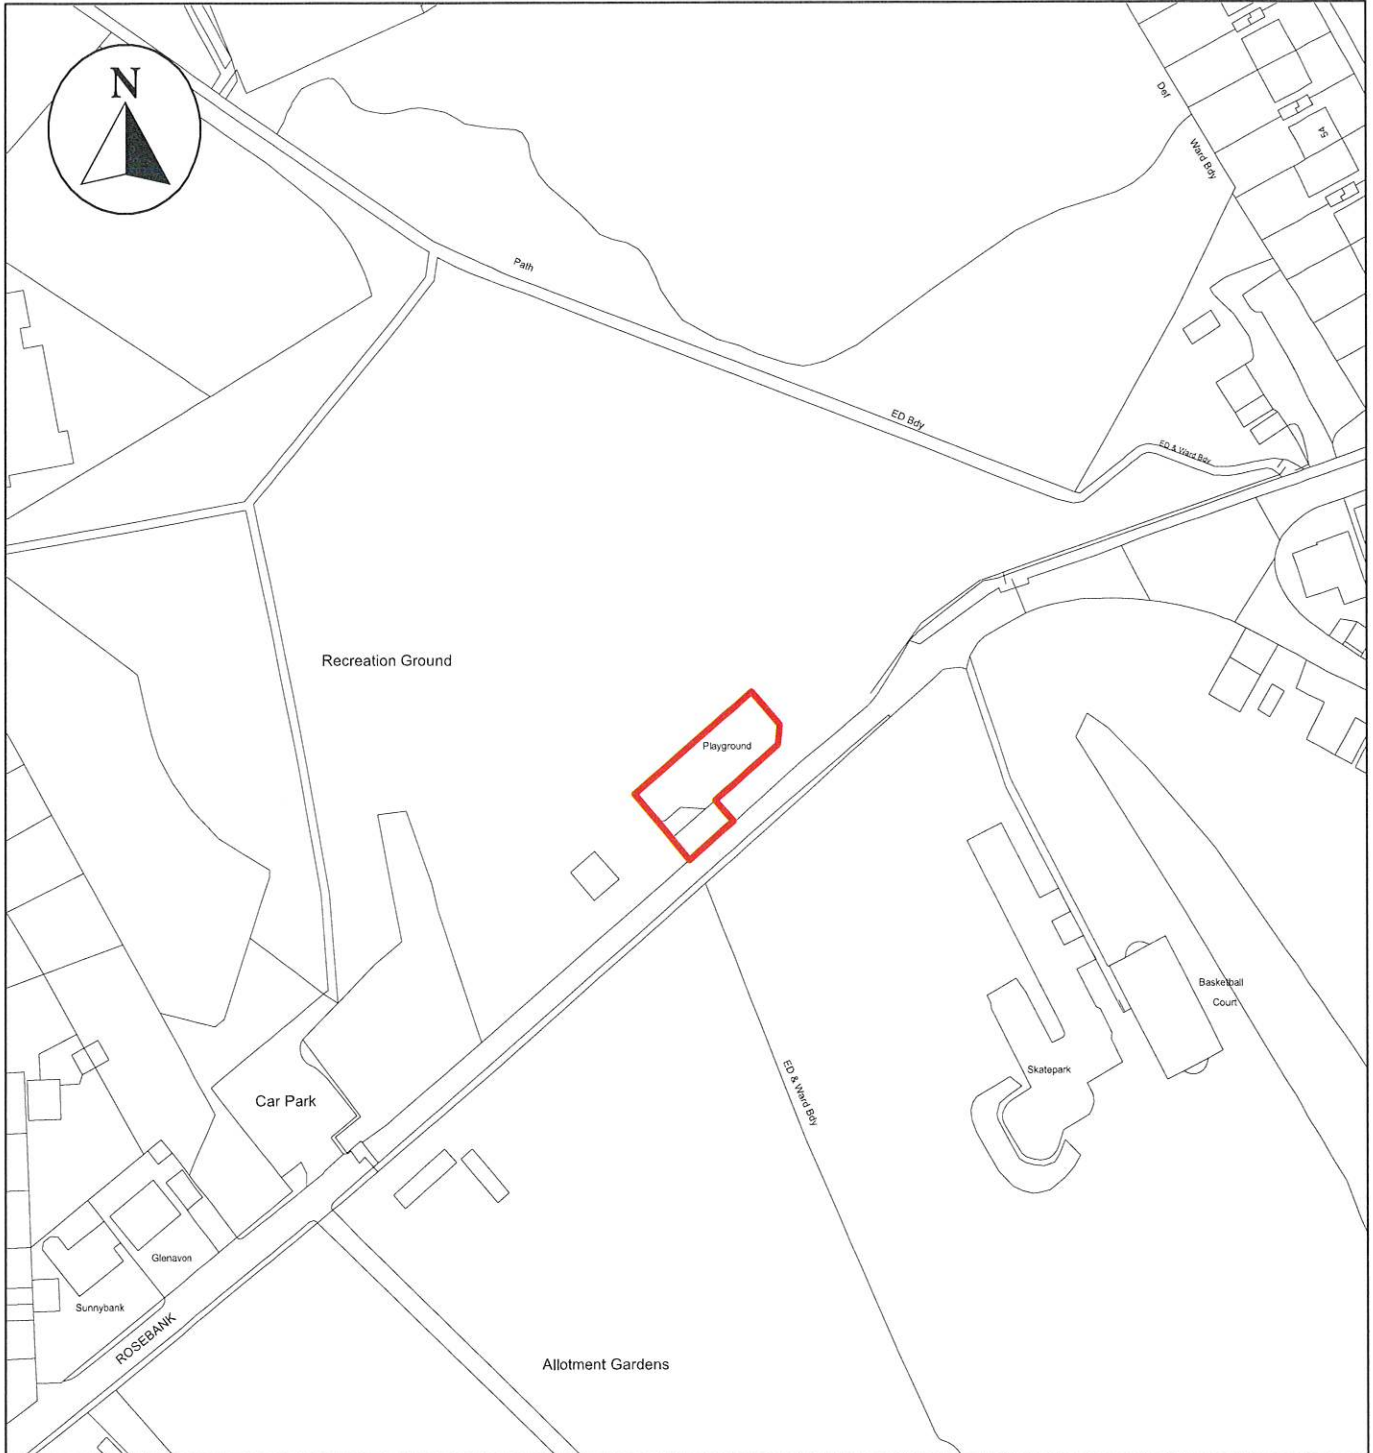 N
Def
54
Ward Bdy
Path
ED Bdy
ED & Ward Bdy
Recreation Ground
Playground
Basketball
Court
ED & Ward Bdy
Skatepark
Car Park
Glenavon
Sunnybank
ROSEBANK
Allotment Gardens